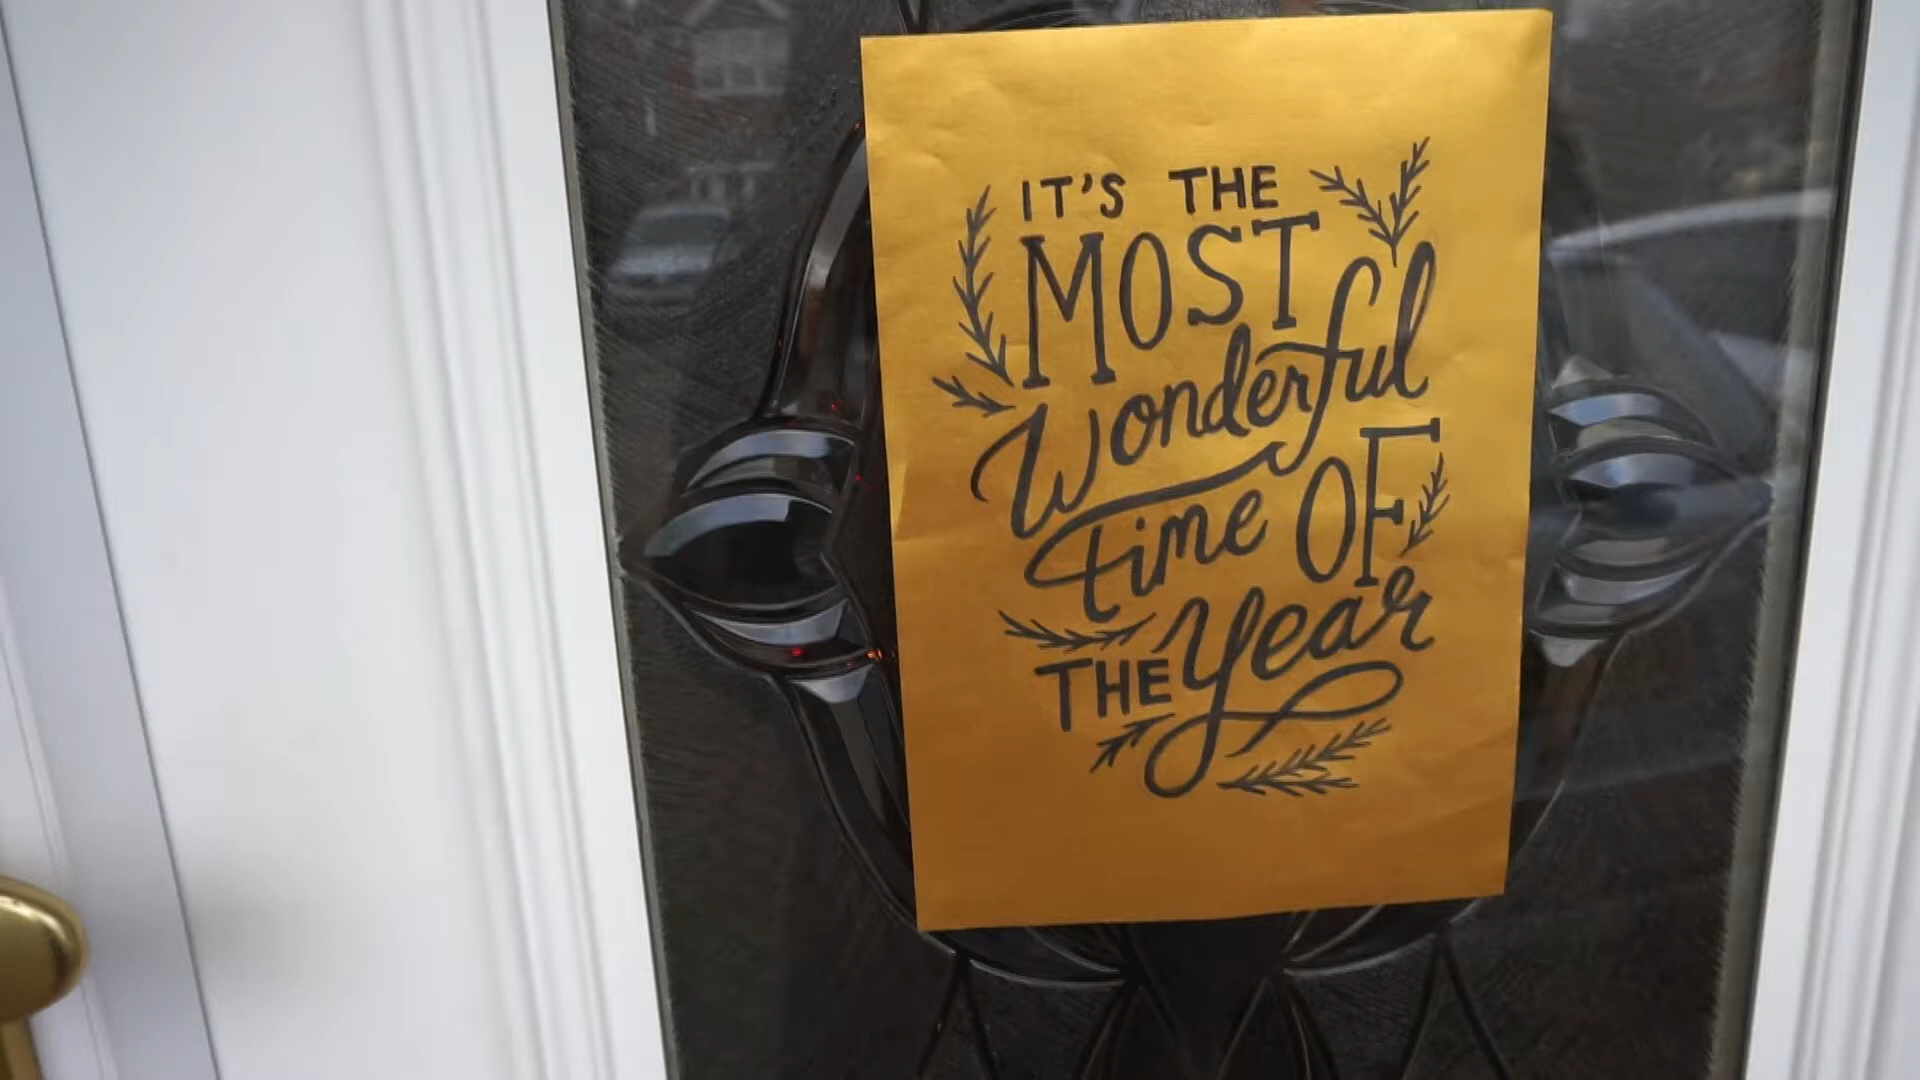 IT'S THE
MOST
Wonderful
time OF
THE Year